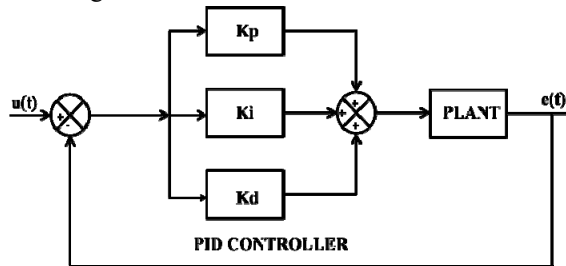 Kp
u(t)
+
-
Ki
+
+
+
PLANT
e(t)
Kd
PID CONTROLLER